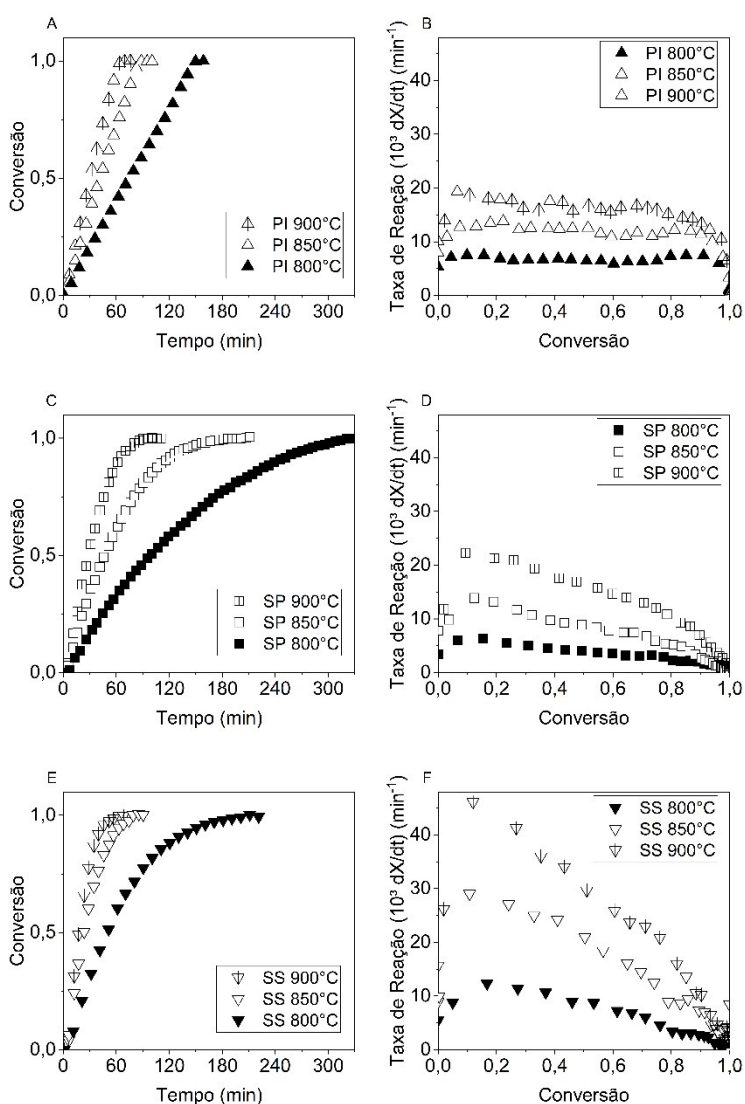 A
Conversão
1,0
0,5
0,0
PI 900°C
PI 850°C
PI 800°C
0 60 120 180 240 300
Tempo (min)
B
Taxa de Reação (10³ dX/dt) (min⁻¹)
40
30
20
10
0
PI 800°C
PI 850°C
PI 900°C
0,0 0,2 0,4 0,6 0,8 1,0
Conversão
C
Conversão
1,0
0,5
0,0
SP 900°C
SP 850°C
SP 800°C
0 60 120 180 240 300
Tempo (min)
D
Taxa de Reação (10³ dX/dt) (min⁻¹)
40
30
20
10
0
SP 800°C
SP 850°C
SP 900°C
0,0 0,2 0,4 0,6 0,8 1,0
Conversão
E
Conversão
1,0
0,5
0,0
SS 900°C
SS 850°C
SS 800°C
0 60 120 180 240 300
Tempo (min)
F
Taxa de Reação (10³ dX/dt) (min⁻¹)
40
30
20
10
0
SS 800°C
SS 850°C
SS 900°C
0,0 0,2 0,4 0,6 0,8 1,0
Conversão